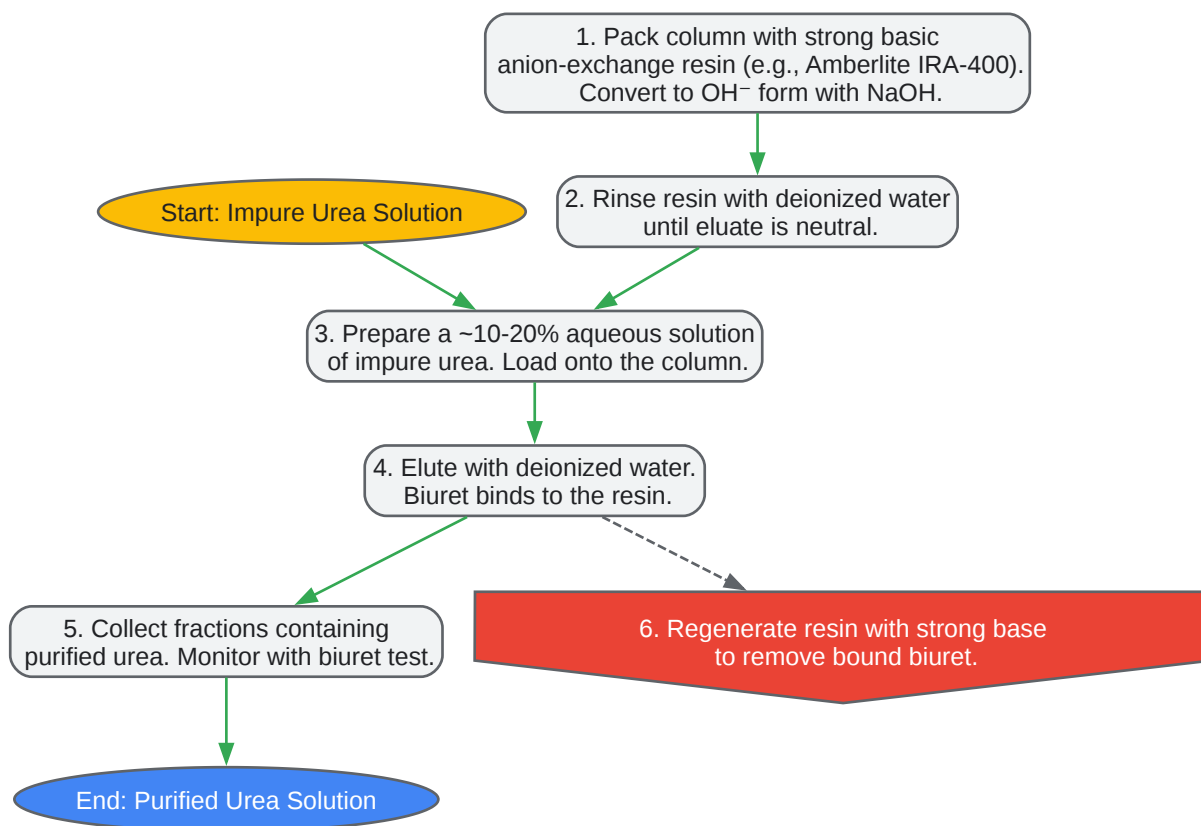 1. Pack column with strong basic
anion-exchange resin (e.g., Amberlite IRA-400).
Convert to OH⁻ form with NaOH.
Start: Impure Urea Solution
2. Rinse resin with deionized water
until eluate is neutral.
3. Prepare a ~10-20% aqueous solution
of impure urea. Load onto the column.
4. Elute with deionized water.
Biuret binds to the resin.
5. Collect fractions containing
purified urea. Monitor with biuret test.
6. Regenerate resin with strong base
to remove bound biuret.
End: Purified Urea Solution